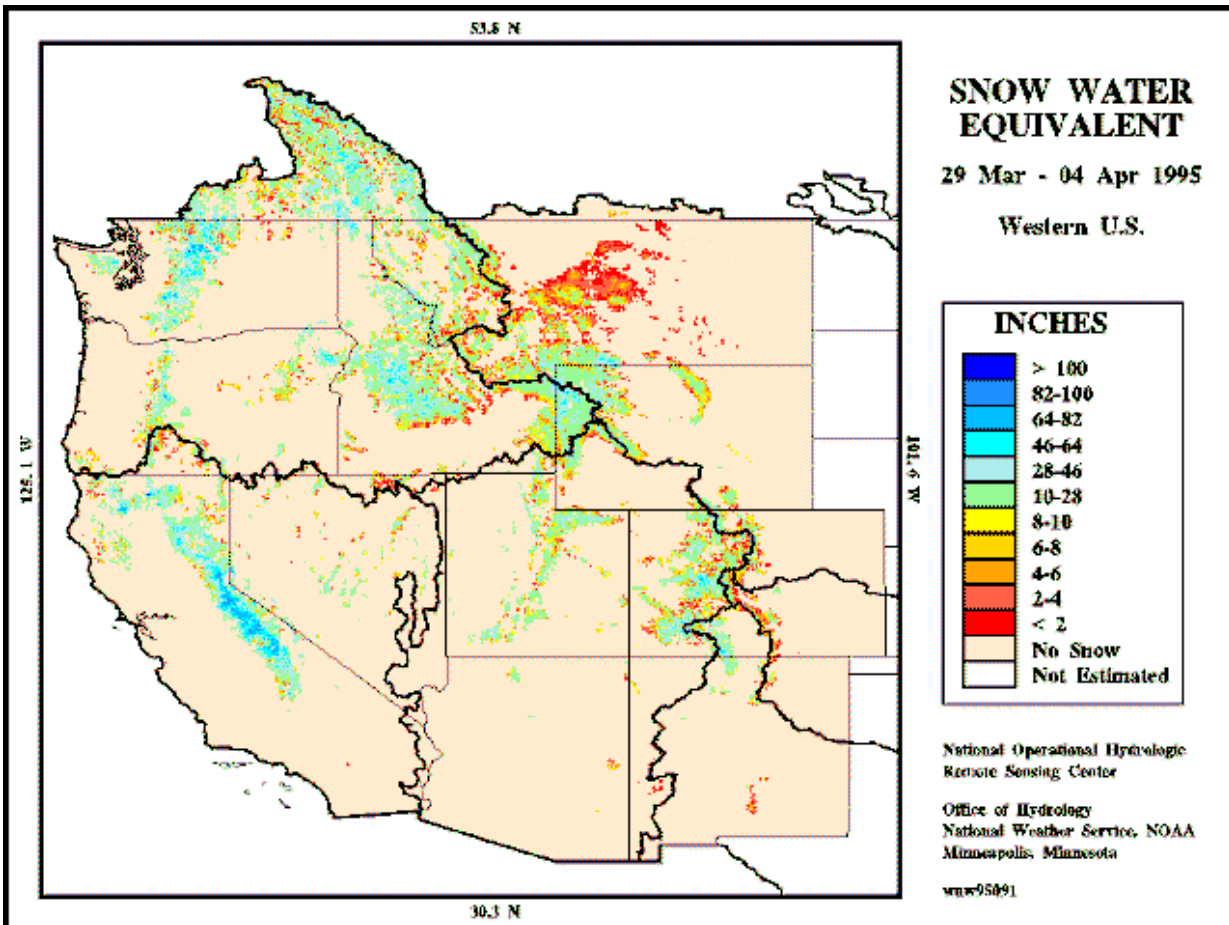 53.8 N
SNOW WATER
EQUIVALENT
29 Mar - 04 Apr 1995
Western U.S.
125.1 W
101.6 W
INCHES
> 100
82-100
64-82
46-64
28-46
10-28
8-10
6-8
4-6
2-4
< 2
No Snow
Not Estimated
National Operational Hydrologic
Remote Sensing Center
Office of Hydrology
National Weather Service, NOAA
Minneapolis, Minnesota
30.3 N